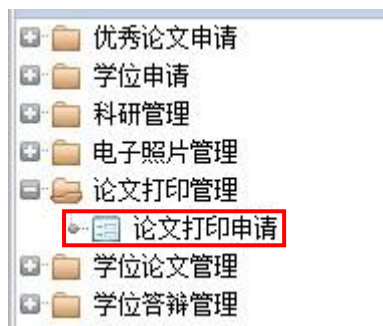 优秀论文申请
学位申请
科研管理
电子照片管理
论文打印管理
论文打印申请
学位论文管理
学位答辩管理